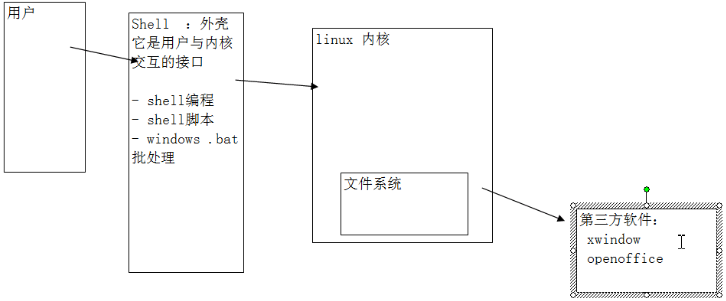 用户
Shell ：外壳
它是用户与内核
交互的接口
- shell编程
- shell脚本
- windows .bat
批处理
linux 内核
文件系统
第三方软件：
xwindow
openoffice